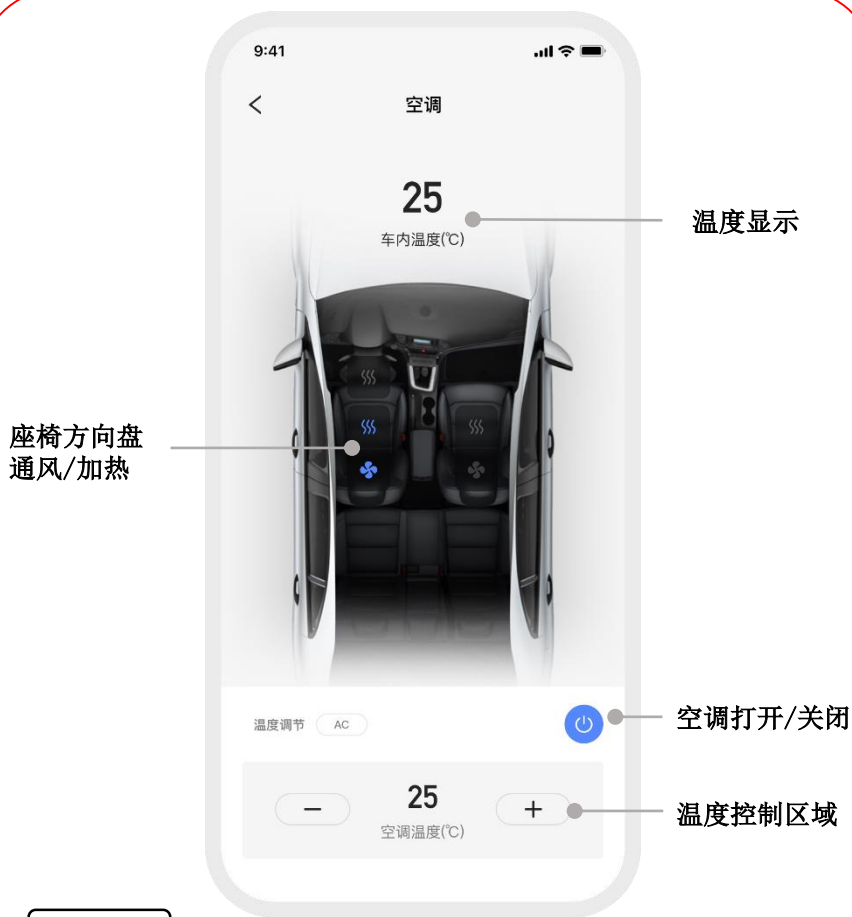 9:41
空调
25
车内温度(℃)
温度显示
座椅方向盘
通风/加热
温度调节 AC
空调打开/关闭
25
空调温度(℃)
温度控制区域